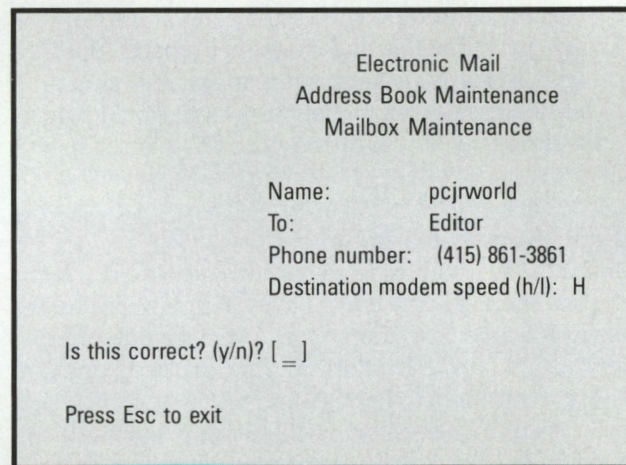 Electronic Mail
Address Book Maintenance
Mailbox Maintenance
Name: pcjrworld
To: Editor
Phone number: (415) 861-3861
Destination modem speed (h/l): H
Is this correct? (y/n)? [ _ ]
Press Esc to exit